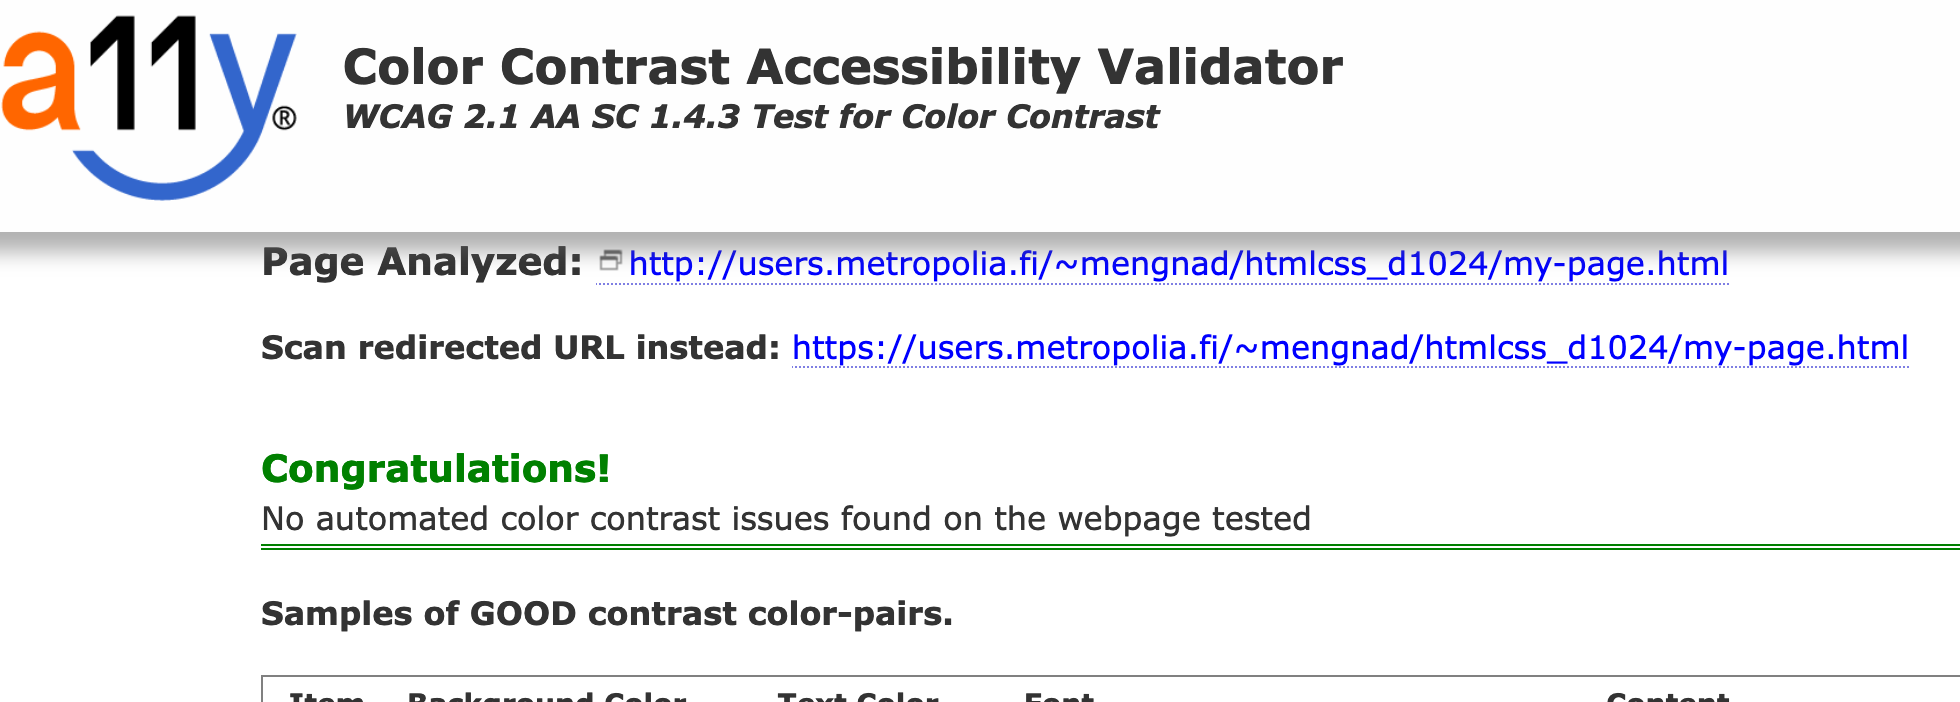 a11y®
Color Contrast Accessibility Validator
WCAG 2.1 AA SC 1.4.3 Test for Color Contrast
Page Analyzed: http://users.metropolia.fi/~mengnad/htmlcss_d1024/my-page.html
Scan redirected URL instead: https://users.metropolia.fi/~mengnad/htmlcss_d1024/my-page.html
Congratulations!
No automated color contrast issues found on the webpage tested
Samples of GOOD contrast color-pairs.
Item Background Color Text Color Font Content